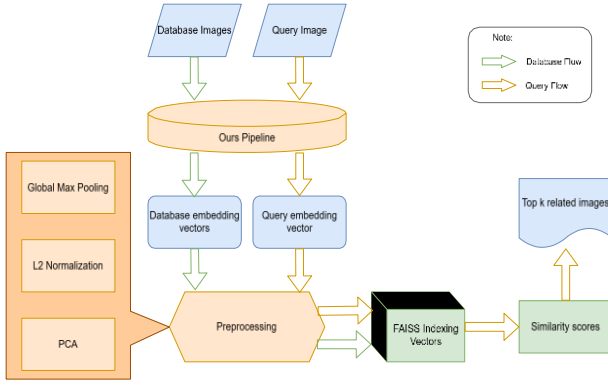 Database Images
Query Image
Note:
Database Fluw
Query Flow
Ours Pipeline
Global Max Pooling
Database embedding
vectors
Query embedding
vector
Top k related images
L2 Normalization
Preprocessing
FAISS Indexing
Vectors
Similarity scores
PCA